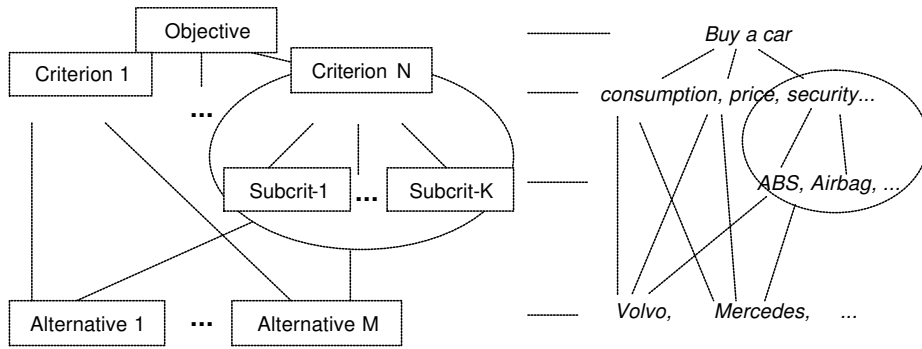 Objective
Buy a car
Criterion 1
...
Criterion N
consumption, price, security...
Subcrit-1
...
Subcrit-K
ABS, Airbag, ...
Alternative 1
...
Alternative M
Volvo, Mercedes, ...